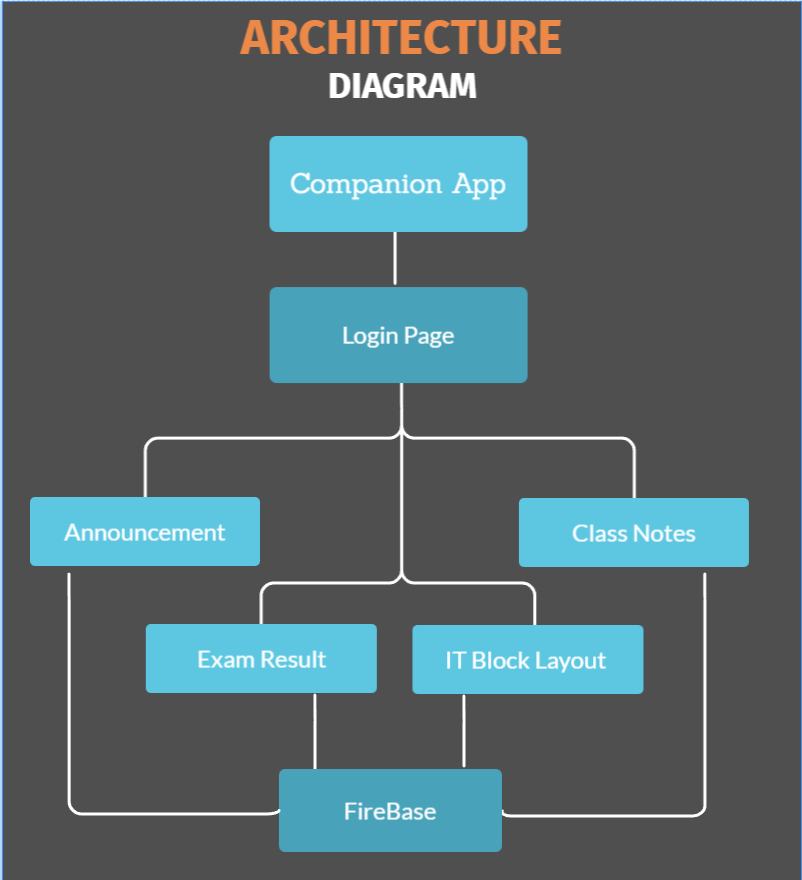 ARCHITECTURE
DIAGRAM
Companion App
Login Page
Announcement
Class Notes
Exam Result
IT Block Layout
FireBase